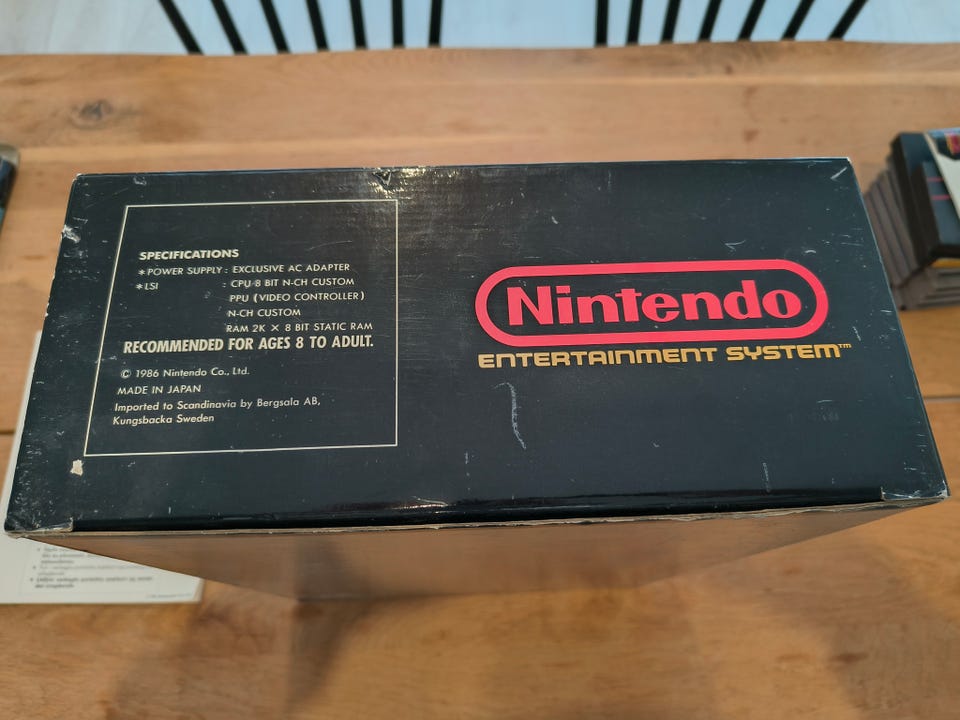 SPECIFICATIONS
*POWER SUPPLY : EXCLUSIVE AC ADAPTER
*LSI : CPU 8 BIT N-CH CUSTOM
PPU (VIDEO CONTROLLER)
N-CH CUSTOM
RAM 2K × 8 BIT STATIC RAM
RECOMMENDED FOR AGES 8 TO ADULT.
© 1986 Nintendo Co., Ltd.
MADE IN JAPAN
Imported to Scandinavia by Bergsala AB,
Kungsbacka Sweden
Nintendo
ENTERTAINMENT SYSTEM™